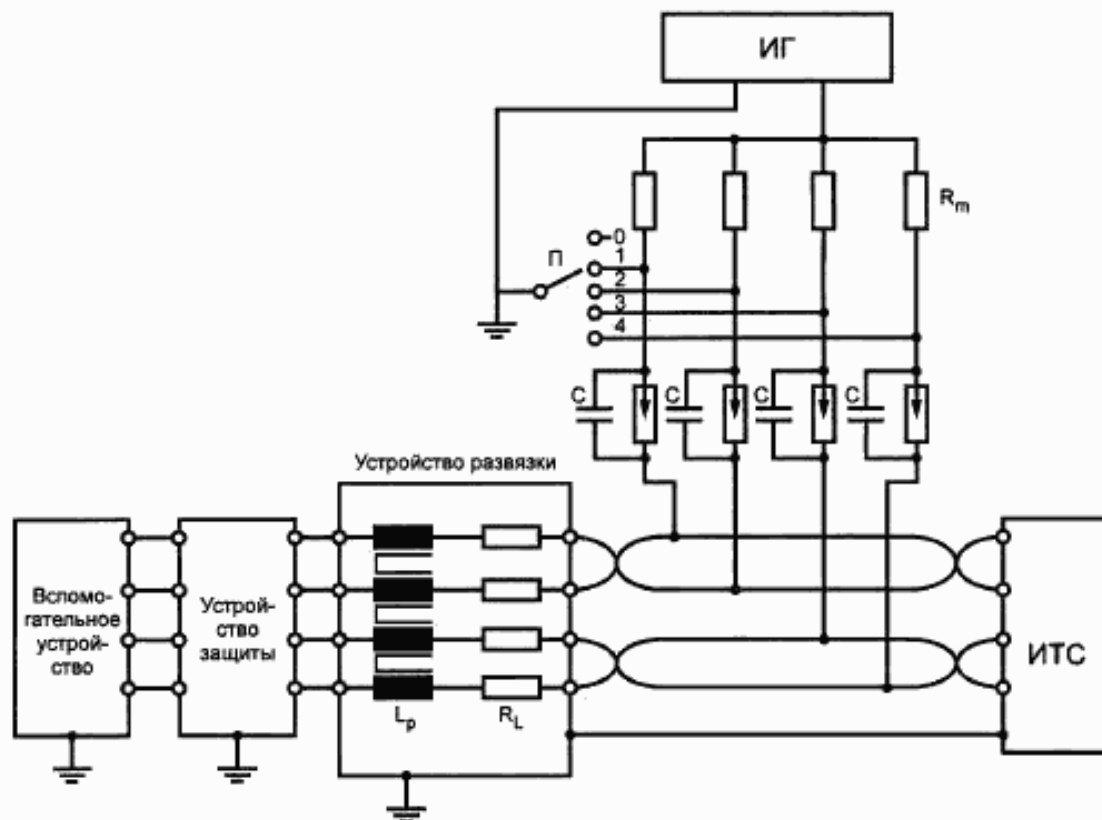 ИГ
R_m
П
0
1
2
3
4
C
C
C
C
Устройство развязки
Вспомо-
гательное
устрой-
ство
Устрой-
ство
защиты
L_p
R_L
ИТС